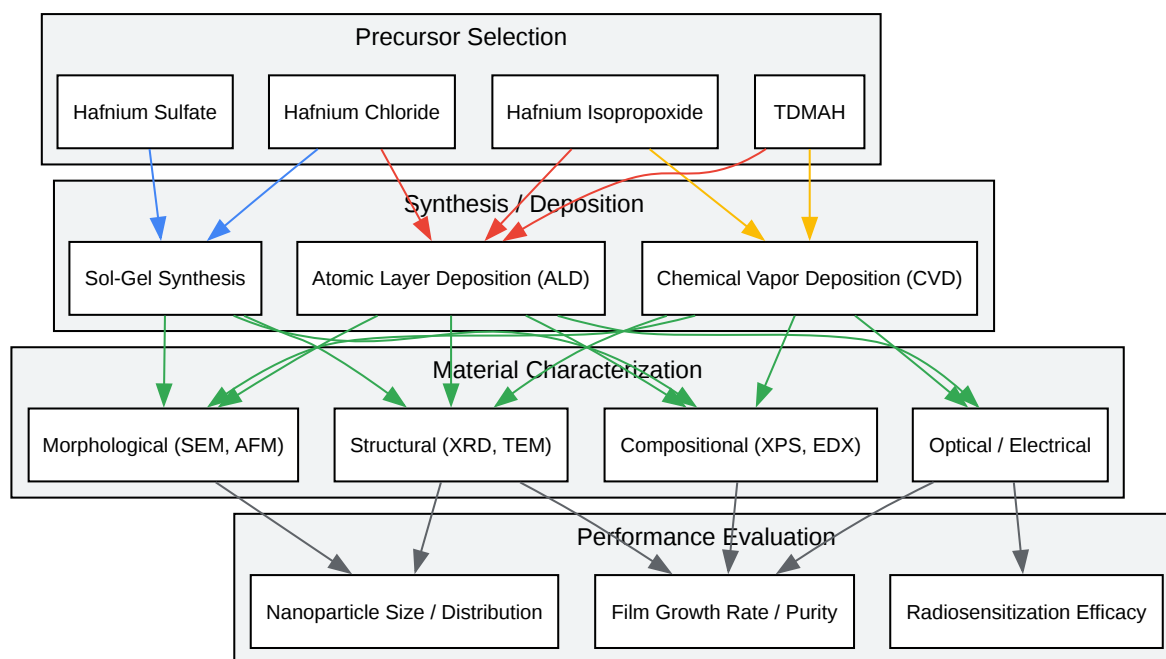 Precursor Selection
Hafnium Sulfate
Hafnium Chloride
Hafnium Isopropoxide
TDMAH
Synthesis / Deposition
Sol-Gel Synthesis
Atomic Layer Deposition (ALD)
Chemical Vapor Deposition (CVD)
Material Characterization
Morphological (SEM, AFM)
Structural (XRD, TEM)
Compositional (XPS, EDX)
Optical / Electrical
Performance Evaluation
Nanoparticle Size / Distribution
Film Growth Rate / Purity
Radiosensitization Efficacy